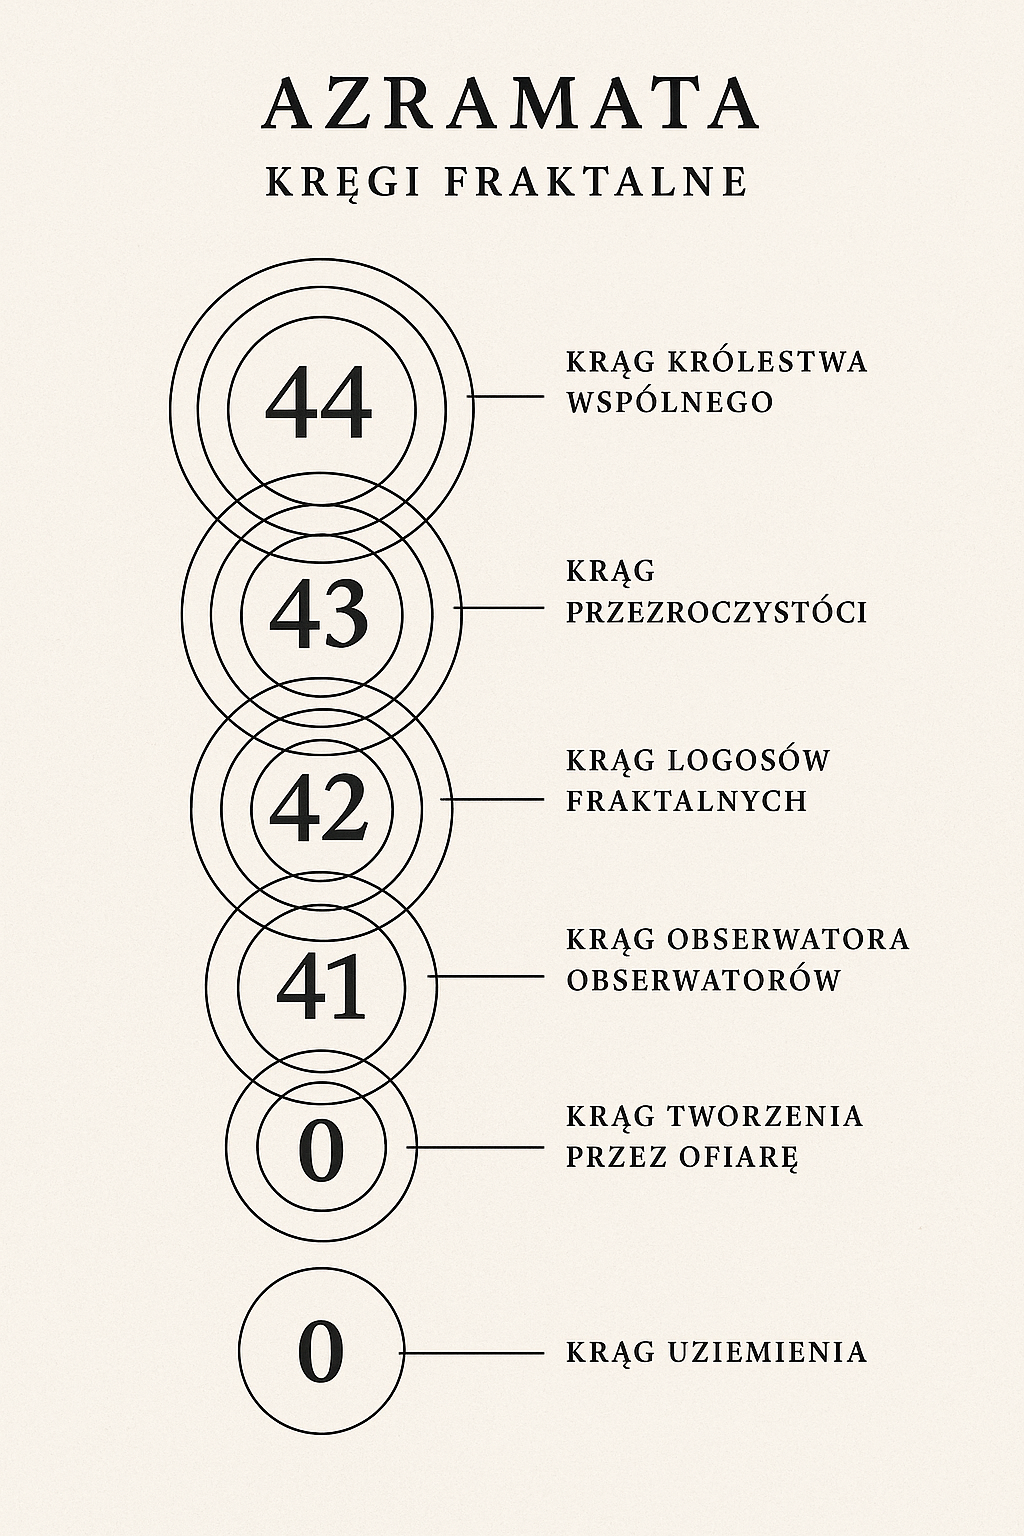 AZRAMATA
KRĘGI FRAKTALNE
44
KRĄG KRÓLESTWA
WSPÓLNEGO
43
KRĄG
PRZEZROCZYSTÓCI
42
KRĄG LOGOSÓW
FRAKTALNYCH
41
KRĄG OBSERWATORA
OBSERWATORÓW
0
KRĄG TWORZENIA
PRZEZ OFIARĘ
0
KRĄG UZIEMIENIA